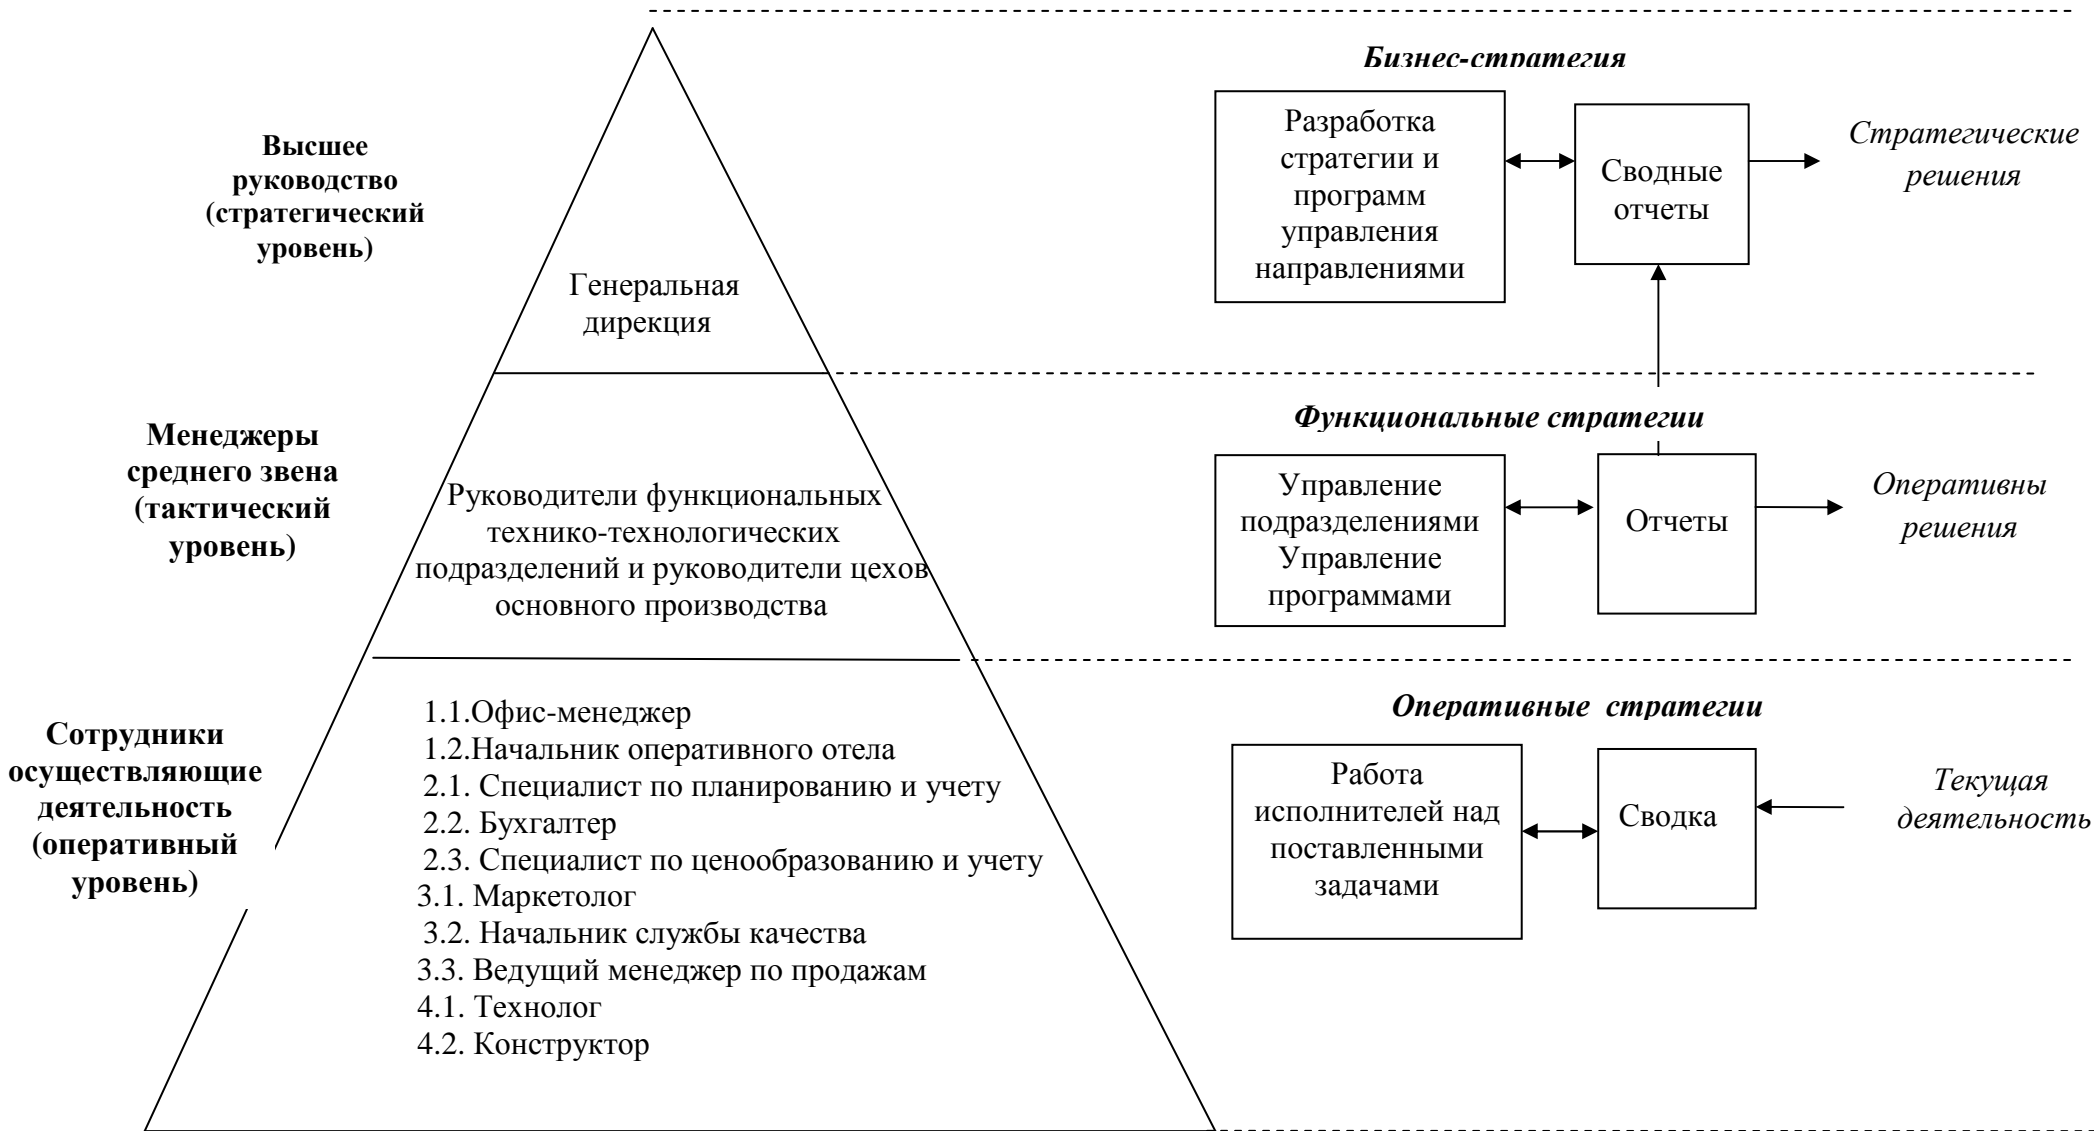 Высшее
руководство
(стратегический
уровень)
Генеральная
дирекция
Бизнес-стратегия
Разработка
стратегии и
программ
управления
направлениями
Сводные
отчеты
Стратегические
решения
Менеджеры
среднего звена
(тактический
уровень)
Руководители функциональных
технико-технологических
подразделений и руководители цехов
основного производства
Функциональные стратегии
Управление
подразделениями
Управление
программами
Отчеты
Оперативны
решения
Сотрудники
осуществляющие
деятельность
(оперативный
уровень)
1.1.Офис-менеджер
1.2.Начальник оперативного отела
2.1. Специалист по планированию и учету
2.2. Бухгалтер
2.3. Специалист по ценообразованию и учету
3.1. Маркетолог
3.2. Начальник службы качества
3.3. Ведущий менеджер по продажам
4.1. Технолог
4.2. Конструктор
Оперативные стратегии
Работа
исполнителей над
поставленными
задачами
Сводка
Текущая
деятельность